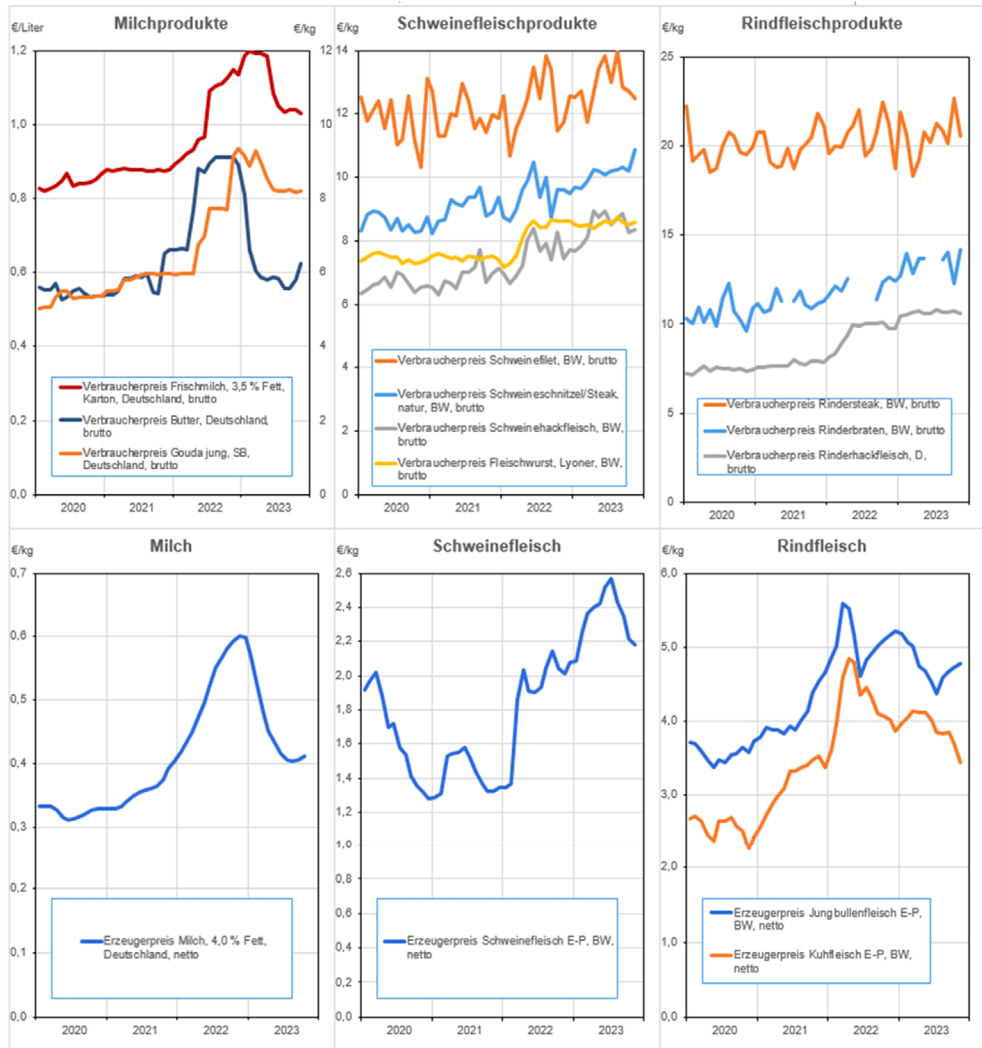 Milchprodukte
€/Liter
€/kg
1,2
1,0
0,8
0,6
0,4
0,2
0,0
12
10
8
6
4
2
0
Verbraucherpreis Frischmilch, 3,5 % Fett,
Karton, Deutschland, brutto
Verbraucherpreis Butter, Deutschland,
brutto
Verbraucherpreis Gouda jung, SB,
Deutschland, brutto
2020
2021
2022
2023
Schweinefleischprodukte
€/kg
14
12
10
8
6
4
2
0
Verbraucherpreis Schweinefilet, BW, brutto
Verbraucherpreis Schweineschnitzel/Steak,
natur, BW, brutto
Verbraucherpreis Schweinehackfleisch, BW,
brutto
Verbraucherpreis Fleischwurst, Lyoner, BW,
brutto
2020
2021
2022
2023
Rindfleischprodukte
€/kg
25
20
15
10
5
0
Verbraucherpreis Rindersteak, BW, brutto
Verbraucherpreis Rinderbraten, BW, brutto
Verbraucherpreis Rinderhackfleisch, D,
brutto
2020
2021
2022
2023
Milch
€/kg
0,7
0,6
0,5
0,4
0,3
0,2
0,1
0,0
Erzeugerpreis Milch, 4,0 % Fett,
Deutschland, netto
2020
2021
2022
2023
Schweinefleisch
€/kg
2,6
2,4
2,2
2,0
1,8
1,6
1,4
1,2
1,0
0,8
0,6
0,4
0,2
0,0
Erzeugerpreis Schweinefleisch E-P, BW,
netto
2020
2021
2022
2023
Rindfleisch
€/kg
6,0
5,0
4,0
3,0
2,0
1,0
0,0
Erzeugerpreis Jungbullenfleisch E-P,
BW, netto
Erzeugerpreis Kuhfleisch E-P, BW,
netto
2020
2021
2022
2023